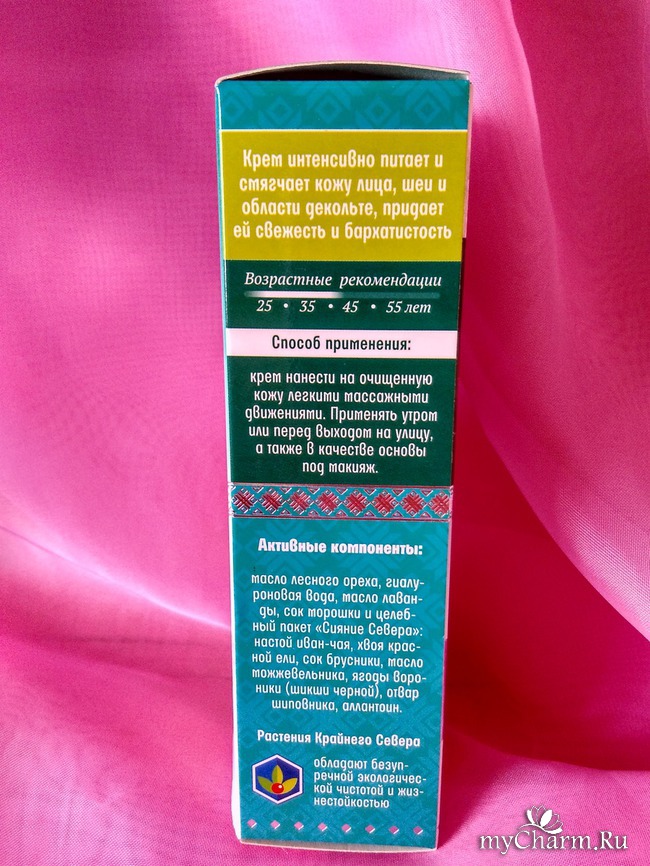 Крем интенсивно питает и
смягчает кожу лица, шеи и
области декольте, придает
ей свежесть и бархатистость
Возрастные рекомендации
25 • 35 • 45 • 55 лет
Способ применения:
крем нанести на очищенную
кожу легкими массажными
движениями. Применять утром
или перед выходом на улицу,
а также в качестве основы
под макияж.
Активные компоненты:
масло лесного ореха, гиалу-
роновая вода, масло лаван-
ды, сок морошки и целеб-
ный пакет «Сияние Севера»:
настой иван-чая, хвоя крас-
ной ели, сок брусники, масло
можжевельника, ягоды воро-
ники (шикши черной), отвар
шиповника, аллантоин.
Растения Крайнего Севера
обладают безуп-
речной экологичес-
кой чистотой и жиз-
нестойкостью
myCharm.Ru